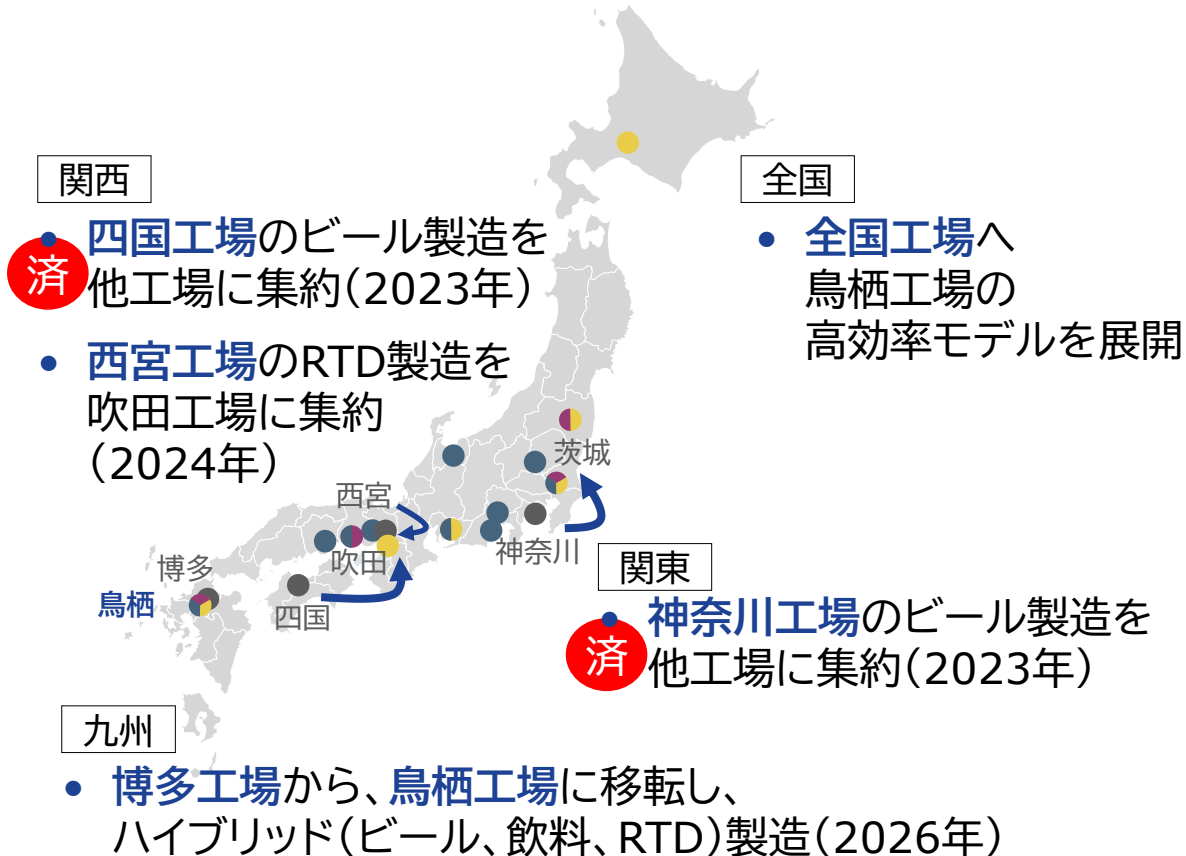 関西
• 四国工場のビール製造を
済
他工場に集約（2023年）
• 西宮工場のRTD製造を
吹田工場に集約
（2024年）
全国
• 全国工場へ
鳥栖工場の
高効率モデルを展開
茨城
西宮
神奈川
吹田
博多
鳥栖
四国
関東
• 神奈川工場のビール製造を
済
他工場に集約（2023年）
九州
• 博多工場から、鳥栖工場に移転し、
ハイブリッド（ビール、飲料、RTD）製造（2026年）